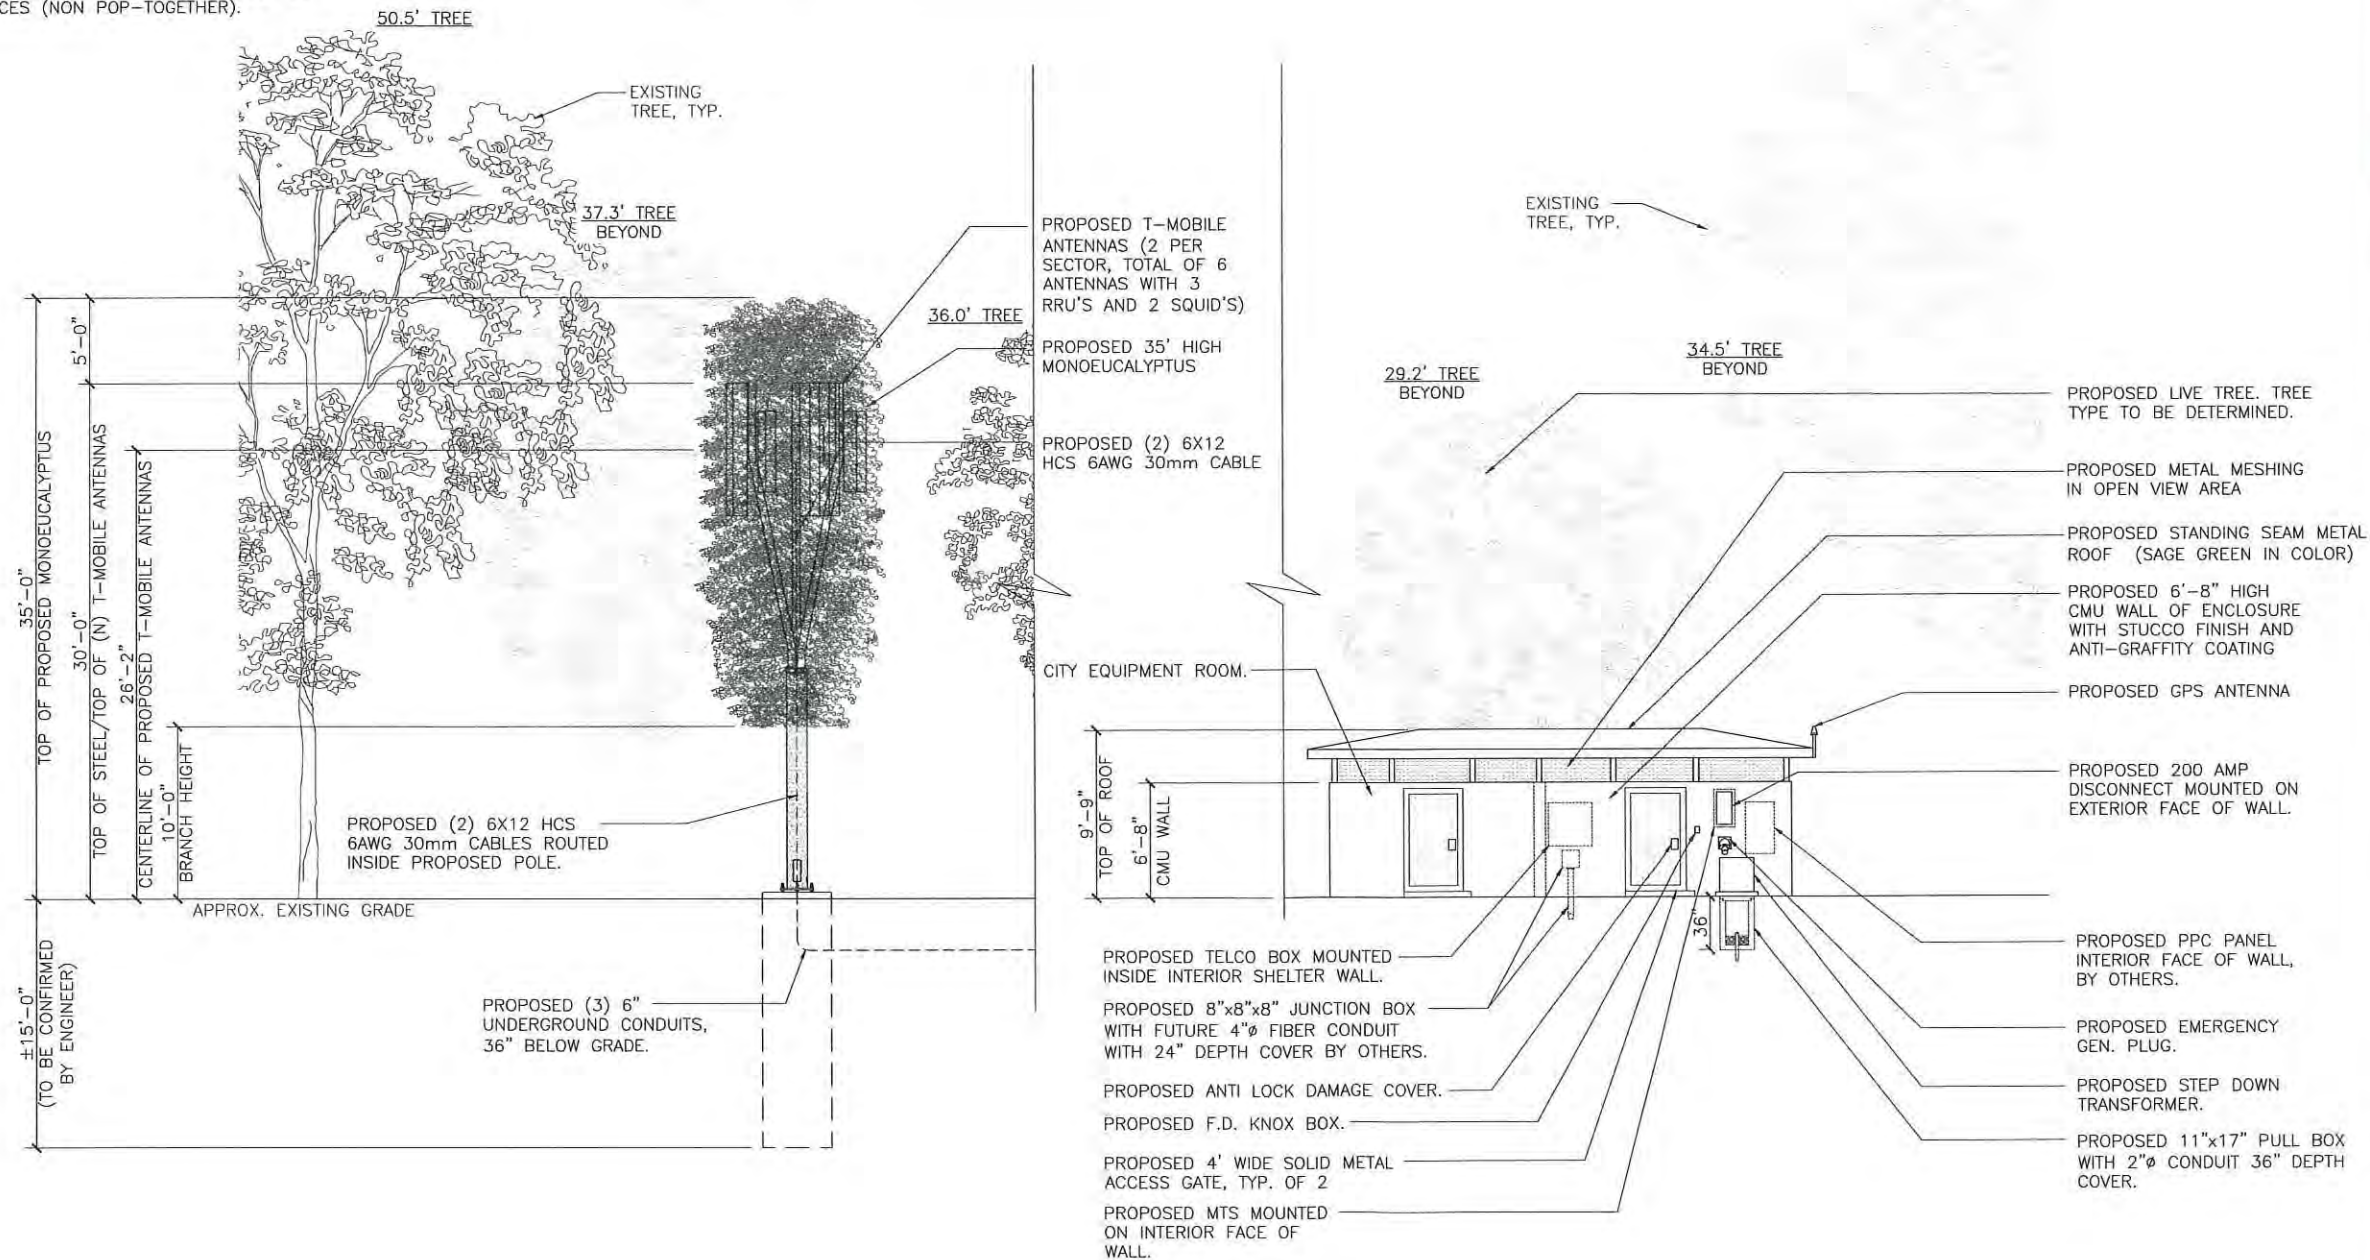 CES (NON POP-TOGETHER).
50.5' TREE
EXISTING
TREE, TYP.
37.3' TREE
BEYOND
PROPOSED T-MOBILE
ANTENNAS (2 PER
SECTOR, TOTAL OF 6
ANTENNAS WITH 3
RRU'S AND 2 SQUID'S)
36.0' TREE
PROPOSED 35' HIGH
MONOEUCALYPTUS
PROPOSED (2) 6X12
HCS 6AWG 30mm CABLE
35'-0"
TOP OF PROPOSED MONOEUCALYPTUS
5'-0"
30'-0"
TOP OF STEEL/TOP OF (N) T-MOBILE ANTENNAS
26'-2"
CENTERLINE OF PROPOSED T-MOBILE ANTENNAS
10'-0"
BRANCH HEIGHT
PROPOSED (2) 6X12 HCS
6AWG 30mm CABLES ROUTED
INSIDE PROPOSED POLE.
APPROX. EXISTING GRADE
±15'-0"
(TO BE CONFIRMED
BY ENGINEER)
PROPOSED (3) 6"
UNDERGROUND CONDUITS,
36" BELOW GRADE.
EXISTING
TREE, TYP.
29.2' TREE
BEYOND
34.5' TREE
BEYOND
CITY EQUIPMENT ROOM.
9'-9"
TOP OF ROOF
6'-8"
CMU WALL
36"
PROPOSED TELCO BOX MOUNTED
INSIDE INTERIOR SHELTER WALL.
PROPOSED 8"x8"x8" JUNCTION BOX
WITH FUTURE 4"ø FIBER CONDUIT
WITH 24" DEPTH COVER BY OTHERS.
PROPOSED ANTI LOCK DAMAGE COVER.
PROPOSED F.D. KNOX BOX.
PROPOSED 4' WIDE SOLID METAL
ACCESS GATE, TYP. OF 2
PROPOSED MTS MOUNTED
ON INTERIOR FACE OF
WALL.
PROPOSED LIVE TREE. TREE
TYPE TO BE DETERMINED.
PROPOSED METAL MESHING
IN OPEN VIEW AREA
PROPOSED STANDING SEAM METAL
ROOF (SAGE GREEN IN COLOR)
PROPOSED 6'-8" HIGH
CMU WALL OF ENCLOSURE
WITH STUCCO FINISH AND
ANTI-GRAFFITY COATING
PROPOSED GPS ANTENNA
PROPOSED 200 AMP
DISCONNECT MOUNTED ON
EXTERIOR FACE OF WALL.
PROPOSED PPC PANEL
INTERIOR FACE OF WALL,
BY OTHERS.
PROPOSED EMERGENCY
GEN. PLUG.
PROPOSED STEP DOWN
TRANSFORMER.
PROPOSED 11"x17" PULL BOX
WITH 2"ø CONDUIT 36" DEPTH
COVER.